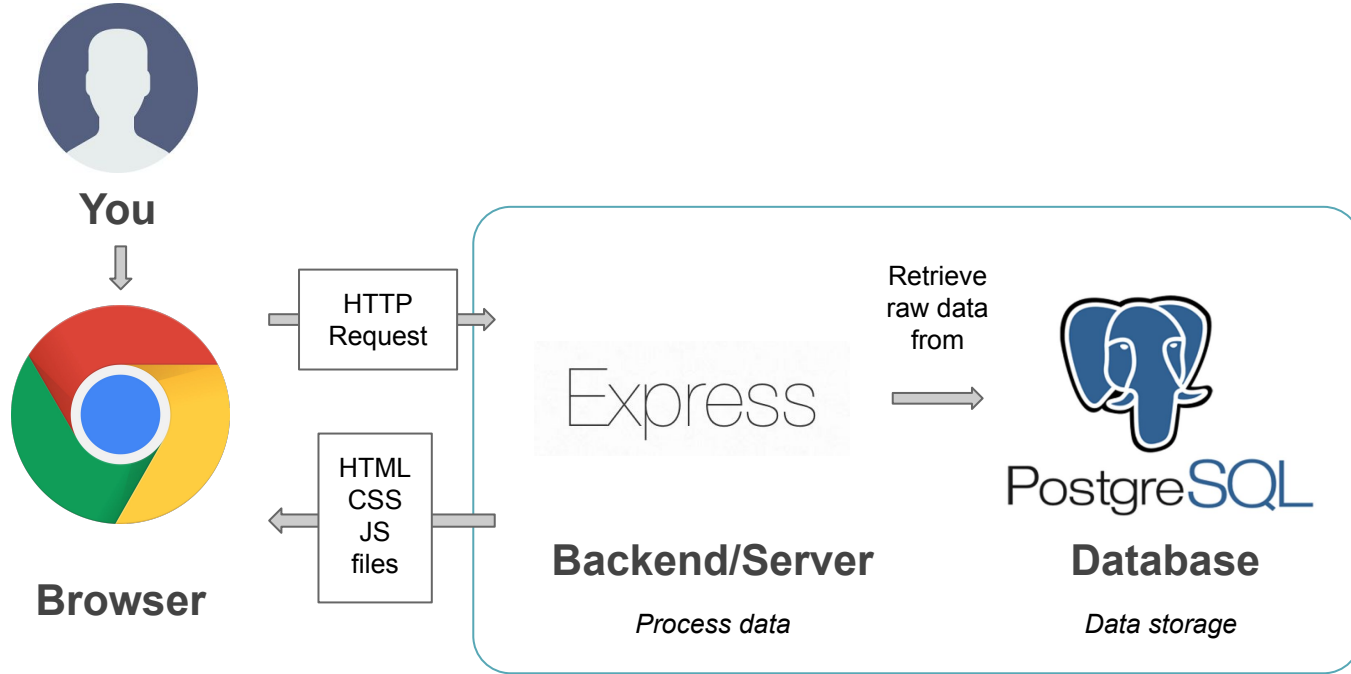 You
HTTP
Request
HTML
CSS
JS
files
Browser
Express
Backend/Server
Process data
Retrieve
raw data
from
PostgreSQL
Database
Data storage